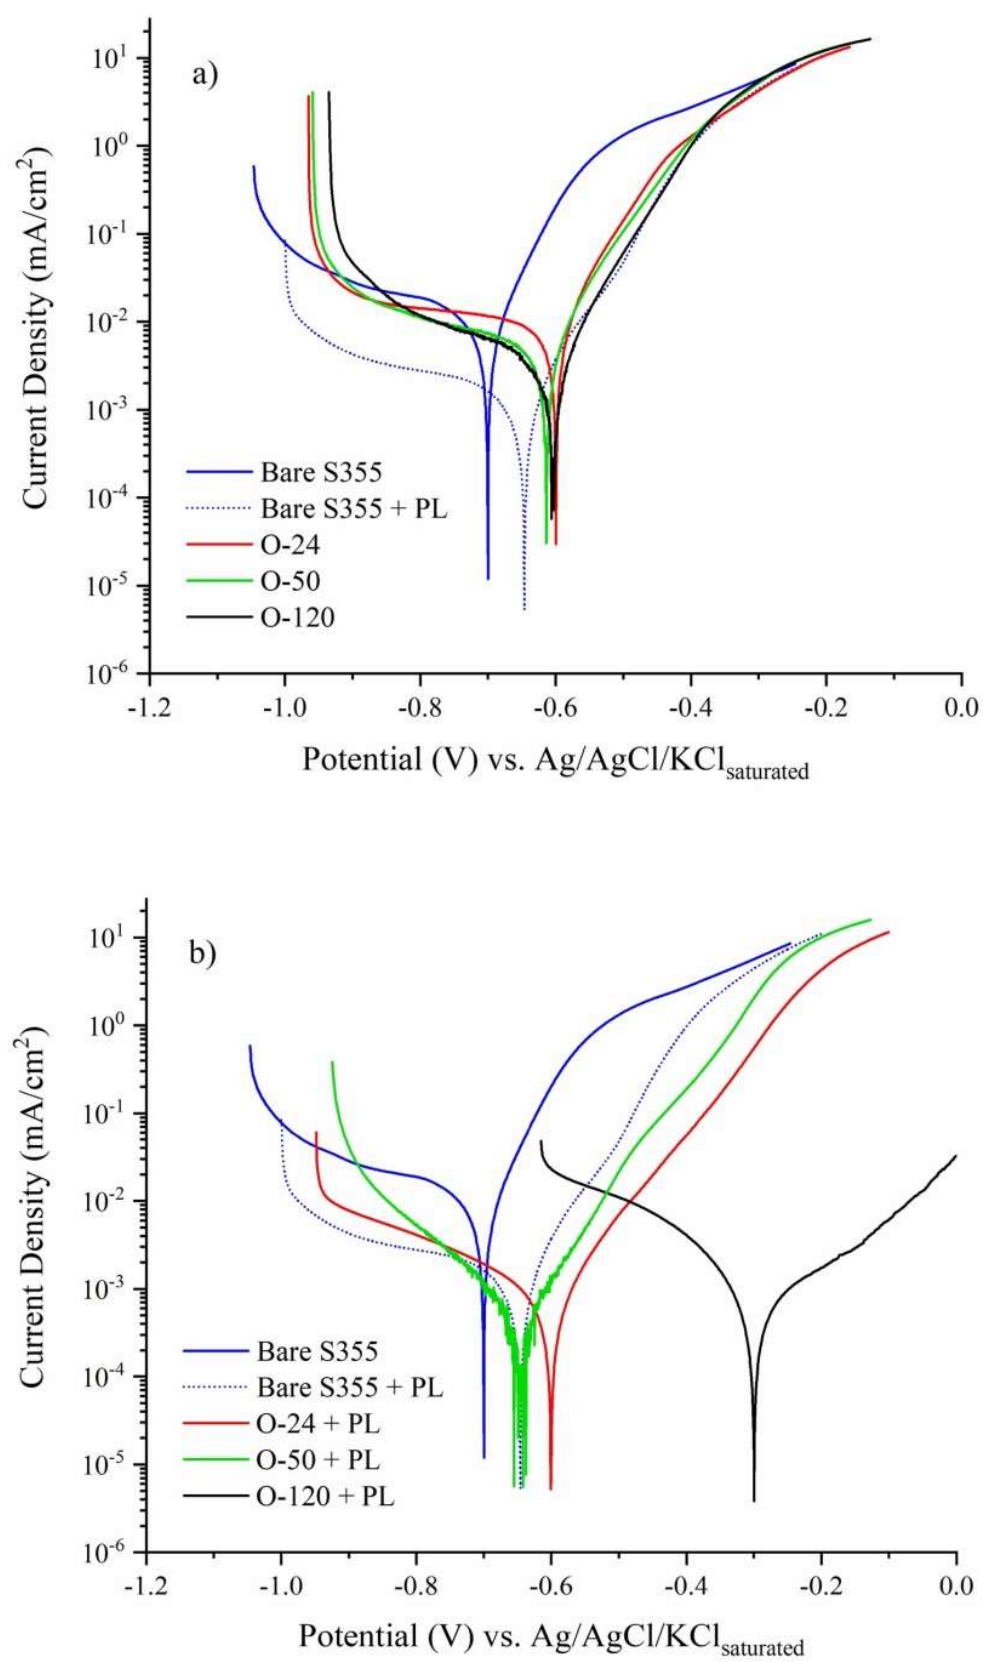 a)
10¹
10⁰
10⁻¹
10⁻²
10⁻³
10⁻⁴
10⁻⁵
10⁻⁶
Current Density (mA/cm²)
Bare S355
Bare S355 + PL
O-24
O-50
O-120
-1.2 -1.0 -0.8 -0.6 -0.4 -0.2 0.0
Potential (V) vs. Ag/AgCl/KCl_saturated
b)
10¹
10⁰
10⁻¹
10⁻²
10⁻³
10⁻⁴
10⁻⁵
10⁻�6
Current Density (mA/cm²)
Bare S355
Bare S355 + PL
O-24 + PL
O-50 + PL
O-120 + PL
-1.2 -1.0 -0.8 -0.6 -0.4 -0.2 0.0
Potential (V) vs. Ag/AgCl/KCl_saturated